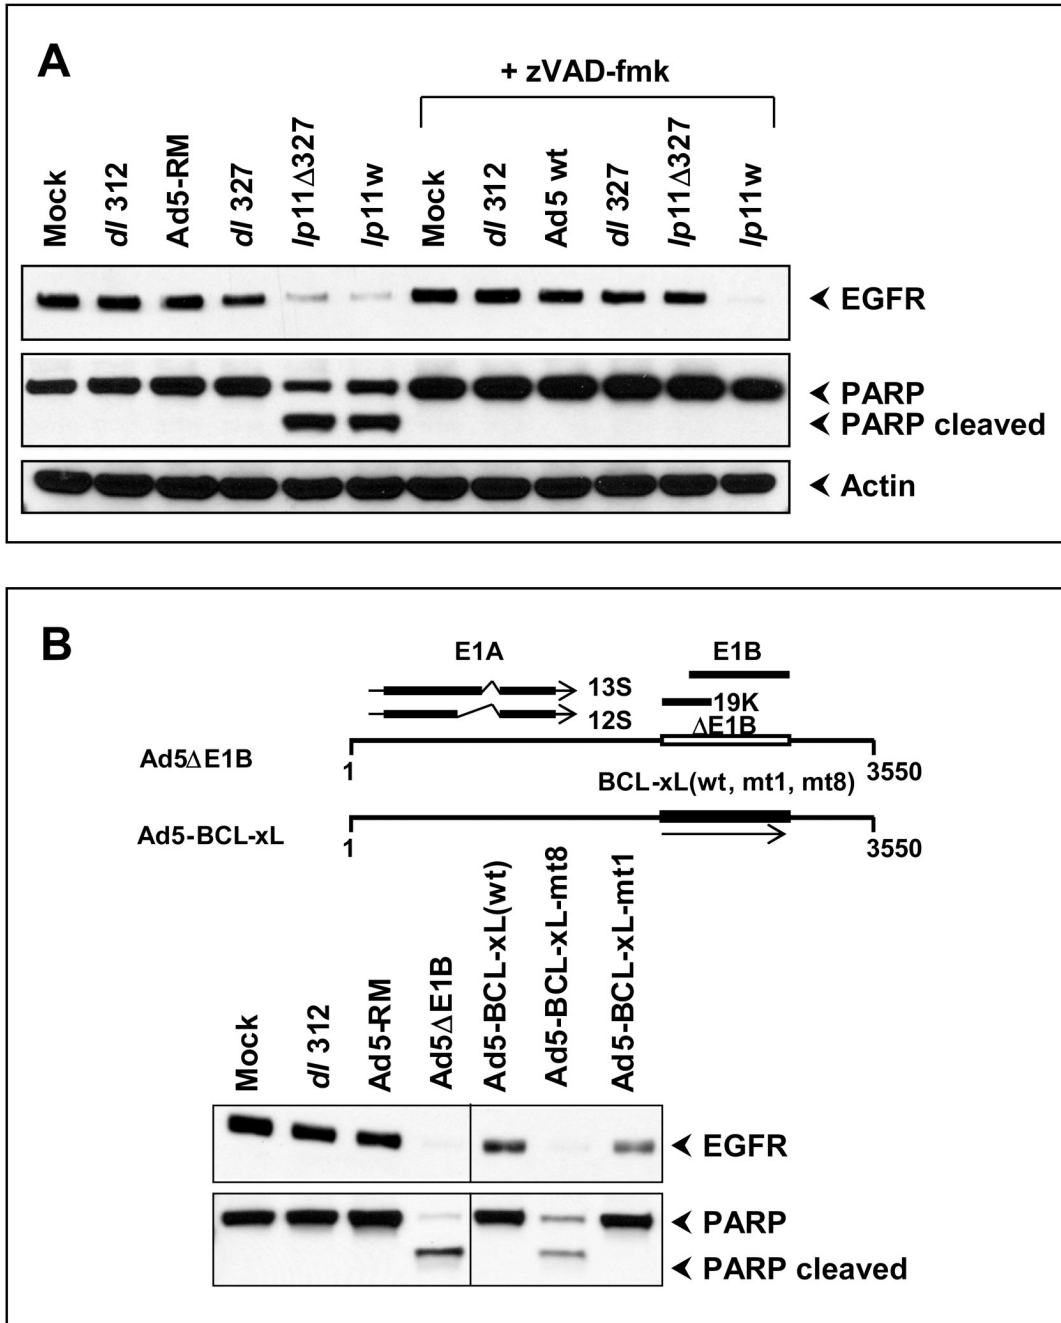 A
+ zVAD-fmk
Mock
dl 312
Ad5-RM
dl 327
lp11Δ327
lp11w
Mock
dl 312
Ad5 wt
dl 327
lp11Δ327
lp11w
EGFR
PARP
PARP cleaved
Actin
B
E1A
E1B
13S
19K
12S
ΔE1B
Ad5ΔE1B
1
3550
BCL-xL(wt, mt1, mt8)
Ad5-BCL-xL
1
3550
Mock
dl 312
Ad5-RM
Ad5ΔE1B
Ad5-BCL-xL(wt)
Ad5-BCL-xL-mt8
Ad5-BCL-xL-mt1
EGFR
PARP
PARP cleaved